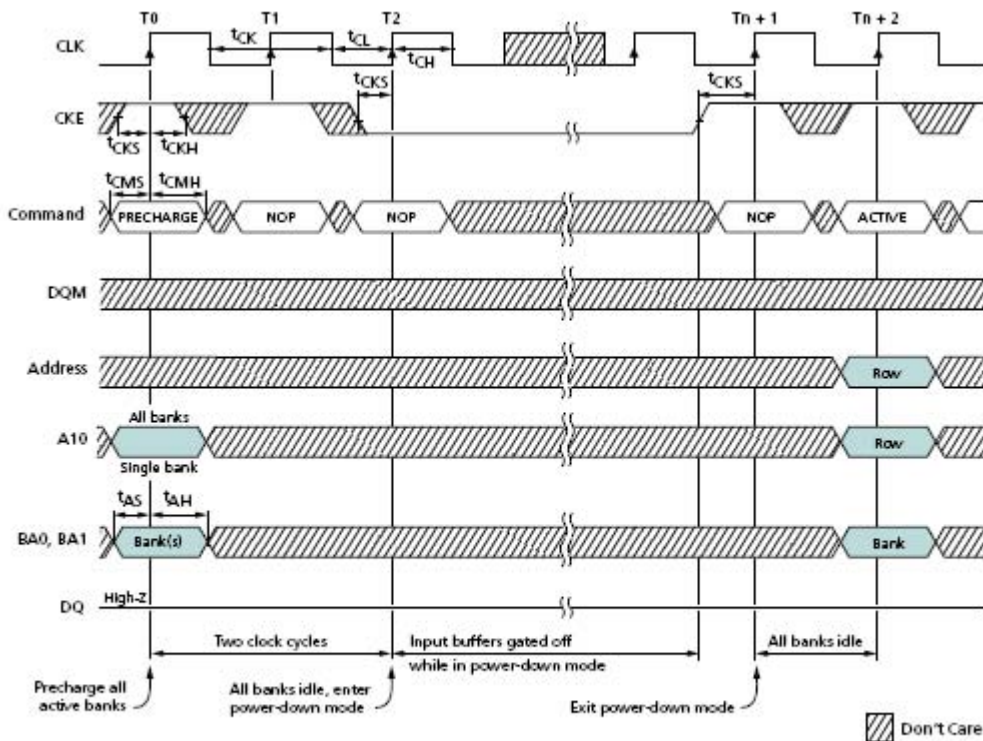 T0 T1 T2 Tn + 1 Tn + 2
CLK
tCK tCL
tCH
tCKS tCKS
CKE
tCKS tCKH
tCMS tCMH
Command PRECHARGE NOP NOP NOP ACTIVE
DQM
Address Row
All banks
A10 Row
Single bank
tAS tAH
BA0, BA1 Bank(s) Bank
High-Z
DQ
Two clock cycles Input buffers gated off All banks idle
while in power-down mode
Precharge all All banks idle, enter Exit power-down mode
active banks power-down mode
Don't Care